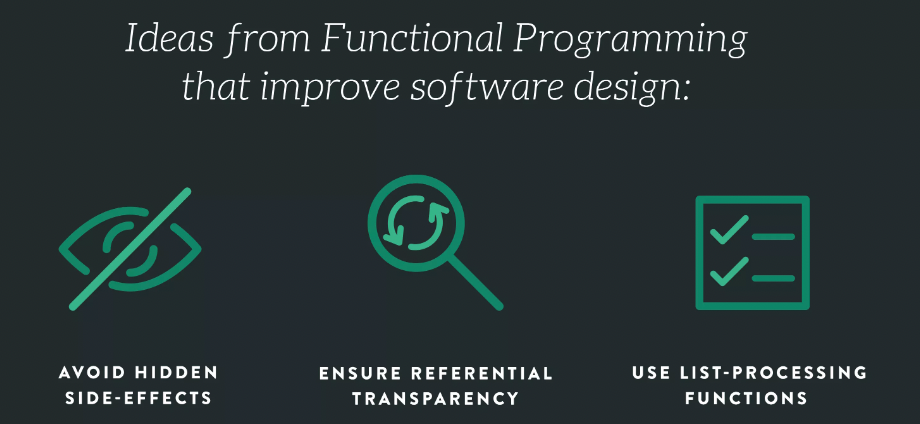 Ideas from Functional Programming
that improve software design:
AVOID HIDDEN
SIDE-EFFECTS
ENSURE REFERENTIAL
TRANSPARENCY
USE LIST-PROCESSING
FUNCTIONS